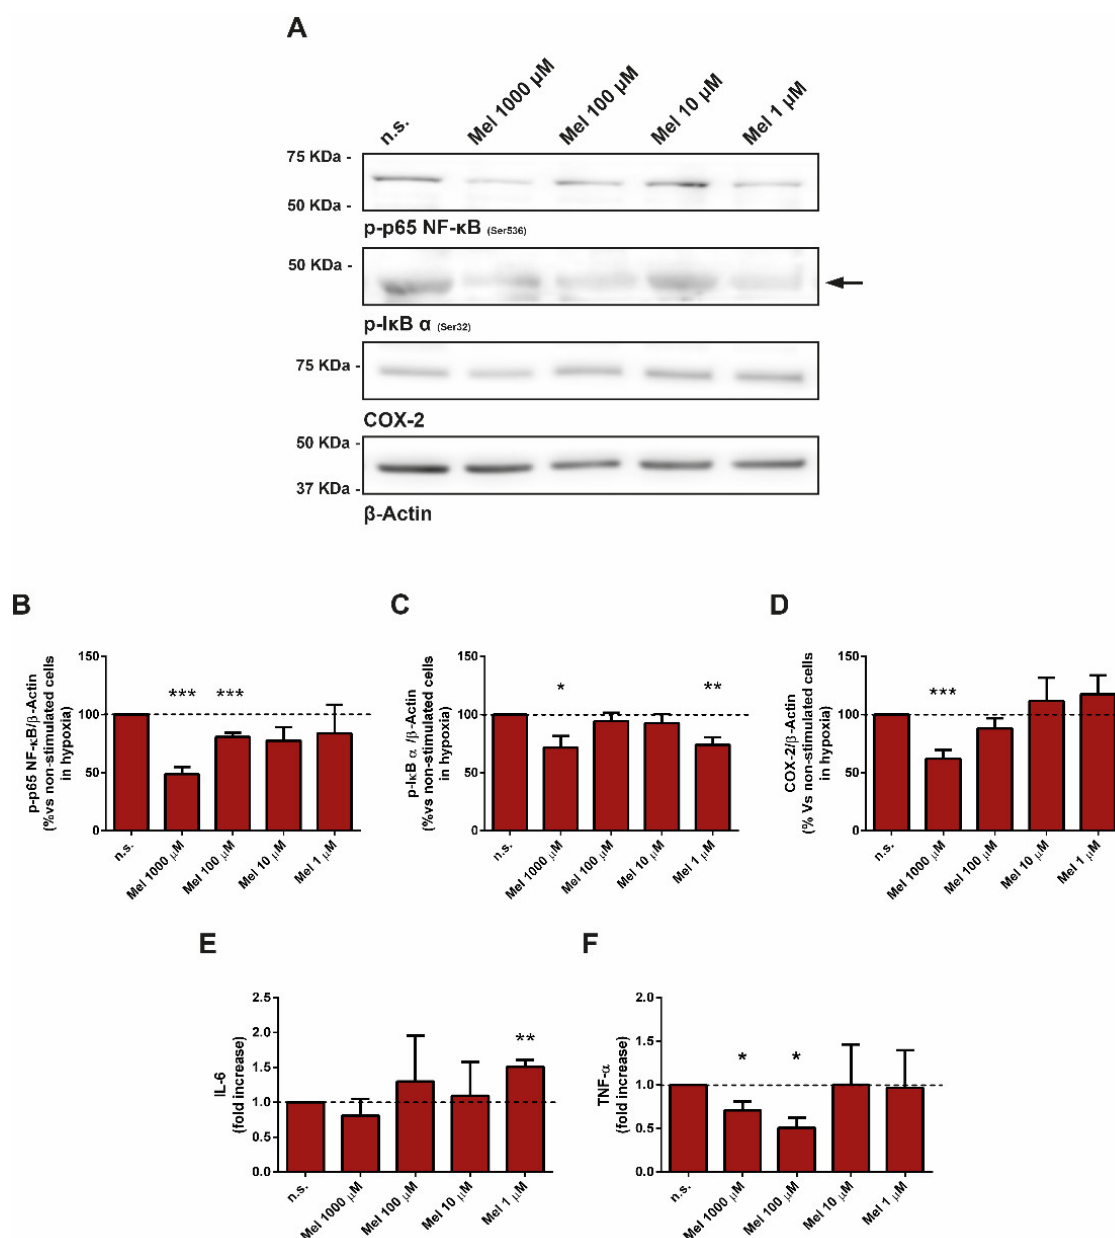 A
n.s.
Mel 1000 µM
Mel 100 µM
Mel 10 µM
Mel 1 µM
75 KDa -
50 KDa -
p-p65 NF-κB (Ser536)
50 KDa -
p-IκB α (Ser32)
75 KDa -
COX-2
50 KDa -
37 KDa -
β-Actin
B
p-p65 NF-κB/β-Actin
(%vs non-stimulated cells
in hypoxia)
150
100
50
0
***
***
n.s.
Mel 1000 µM
Mel 100 µM
Mel 10 µM
Mel 1 µM
C
p-IκB α /β-Actin
(%vs non-stimulated cells
in hypoxia)
150
100
50
0
*
**
n.s.
Mel 1000 µM
Mel 100 µM
Mel 10 µM
Mel 1 µM
D
COX-2/β-Actin
(% Vs non-stimulated cells
in hypoxia)
150
100
50
0
***
n.s.
Mel 1000 µM
Mel 100 µM
Mel 10 µM
Mel 1 µM
E
IL-6
(fold increase)
2.5
2.0
1.5
1.0
0.5
0.0
**
n.s.
Mel 1000 µM
Mel 100 µM
Mel 10 µM
Mel 1 µM
F
TNF-α
(fold increase)
2.0
1.5
1.0
0.5
0.0
*
*
n.s.
Mel 1000 µM
Mel 100 µM
Mel 10 µM
Mel 1 µM